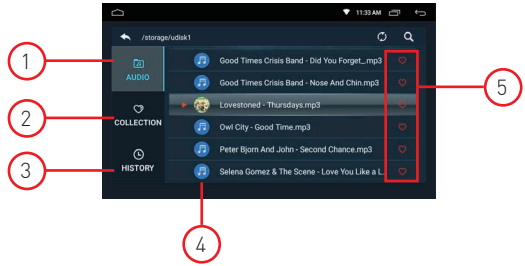 11:33 AM
/storage/udisk1
1
AUDIO
Good Times Crisis Band - Did You Forget_.mp3
Good Times Crisis Band - Nose And Chin.mp3
5
2
COLLECTION
Lovestoned - Thursdays.mp3
Owl City - Good Time.mp3
3
HISTORY
Peter Bjorn And John - Second Chance.mp3
Selena Gomez & The Scene - Love You Like a L..
4